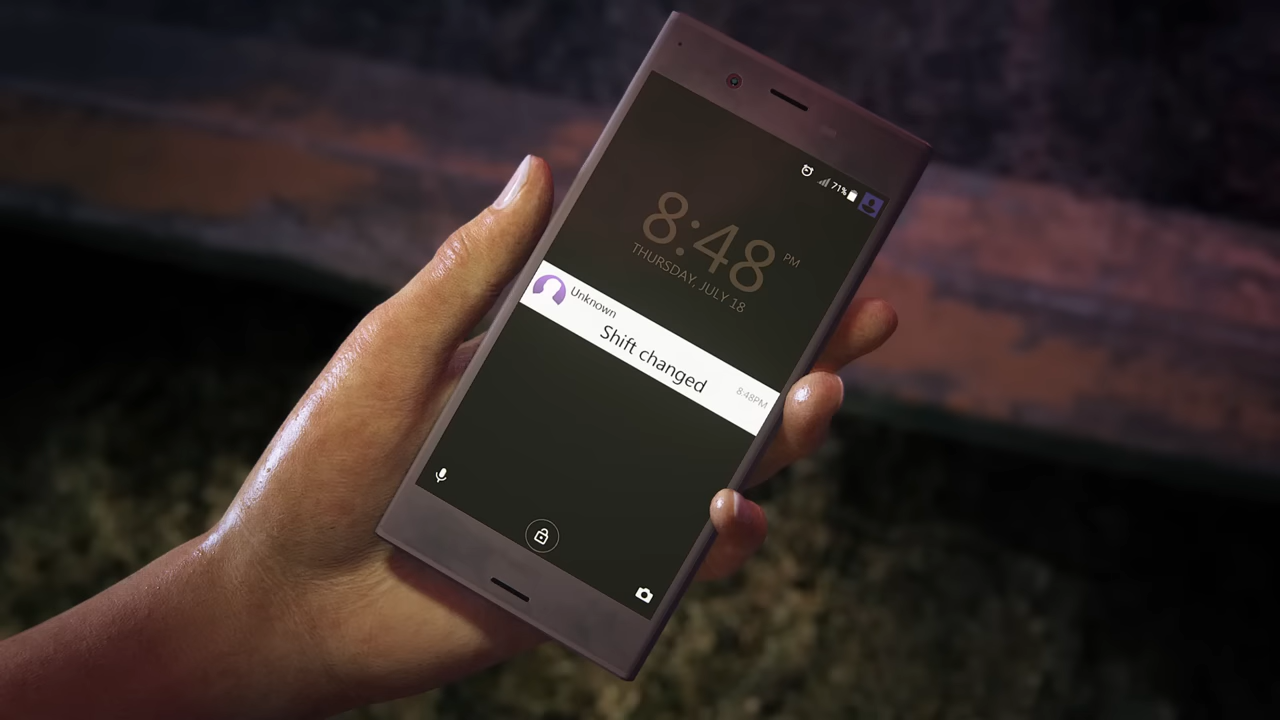 71%
8:48 PM
THURSDAY, JULY 18
Unknown
Shift changed
8:48PM